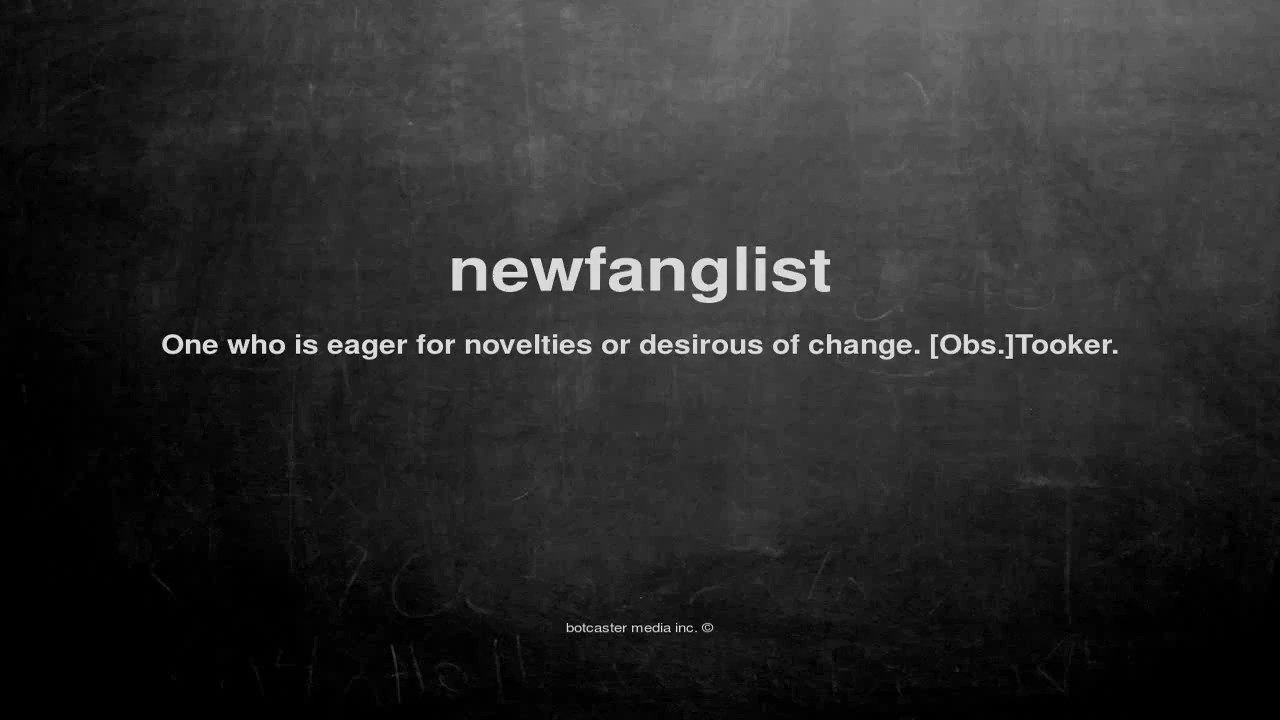 newfanglist
One who is eager for novelties or desirous of change. [Obs.]Tooker.
botcaster media inc. ©